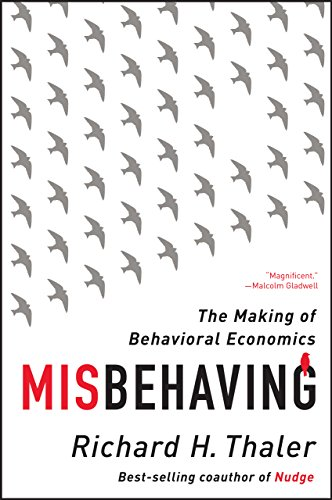 "Magnificent."
—Malcolm Gladwell
The Making of
Behavioral Economics
MISBEHAVING
Richard H. Thaler
Best-selling coauthor of Nudge